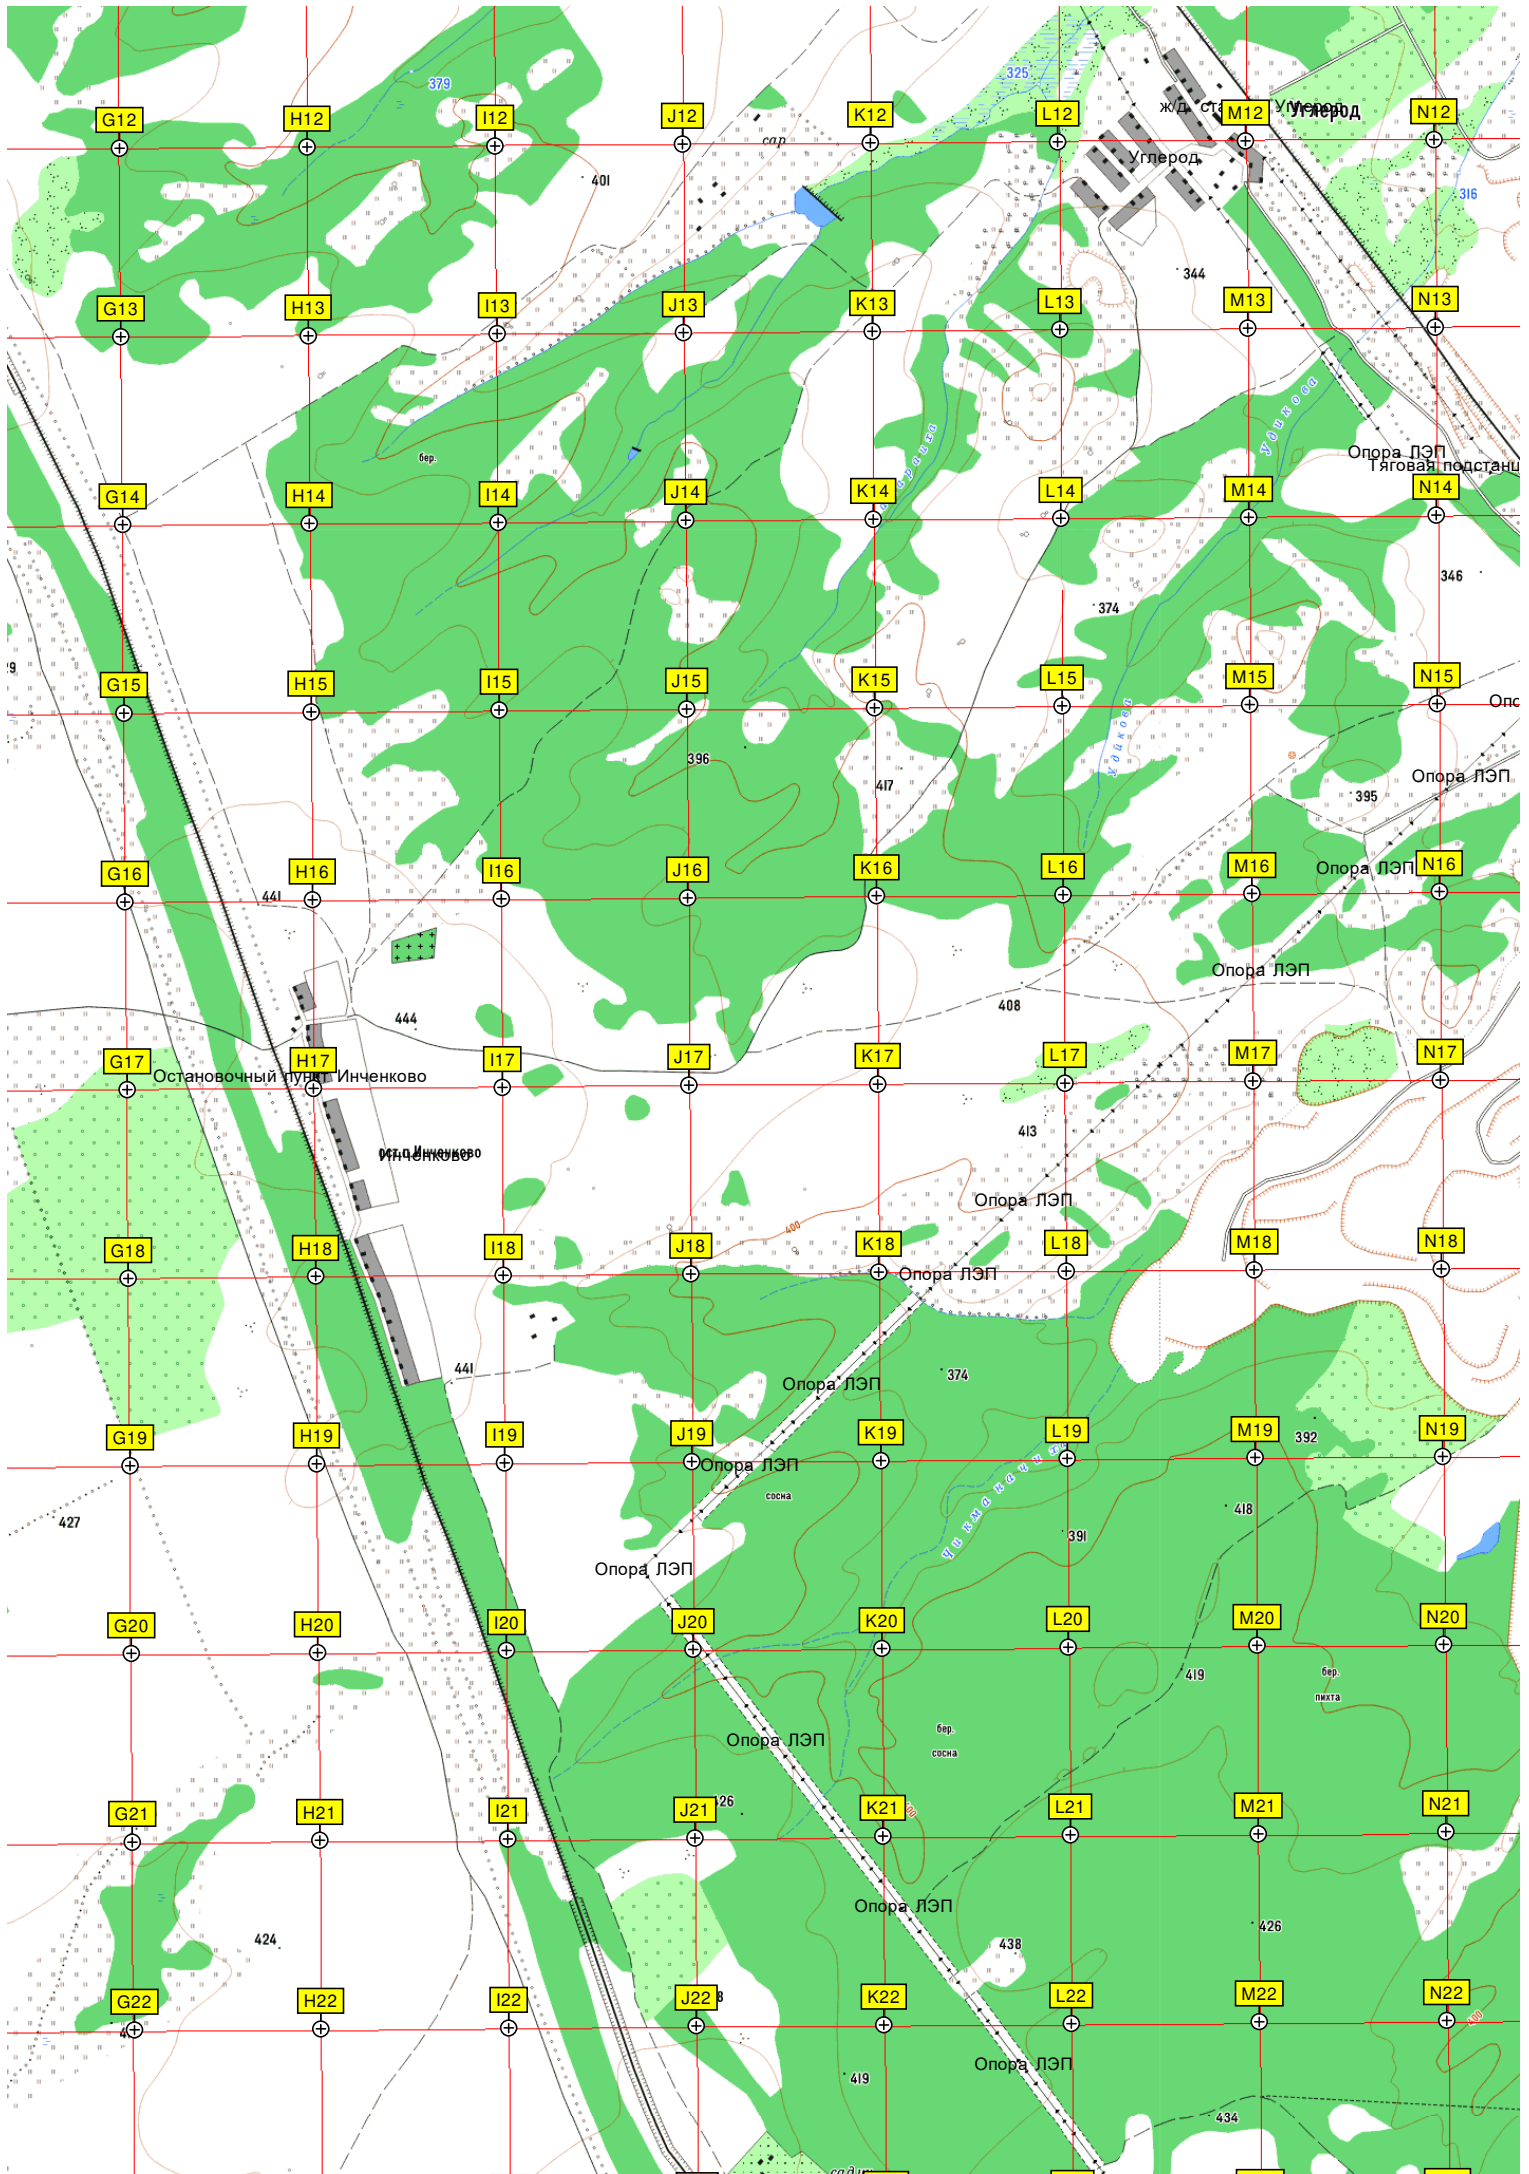 379
325
G12
H12
I12
J12
K12
L12
M12
N12
Углерод
сар
Углерод
401
316
344
G13
H13
I13
J13
K13
L13
M13
N13
Удикова
бер.
Опора ЛЭП
Тяговая подстанц
G14
H14
I14
J14
K14
L14
M14
N14
346
374
G15
H15
I15
J15
K15
L15
M15
N15
Удикова
396
417
395
Опора ЛЭП
G16
H16
I16
J16
K16
L16
M16
Опора ЛЭП
N16
441
Опора ЛЭП
408
444
G17
H17
I17
J17
K17
L17
M17
N17
Остановочный пункт Инченково
413
Инченково
Опора ЛЭП
400
G18
H18
I18
J18
K18
L18
M18
N18
Опора ЛЭП
441
374
Опора ЛЭП
G19
H19
I19
J19
K19
L19
M19
392
N19
Опора ЛЭП
сосна
427
418
391
Чикманачиха
Опора ЛЭП
G20
H20
I20
J20
K20
L20
M20
N20
419
бер.
пихта
Опора ЛЭП
бер.
сосна
G21
H21
I21
J21
26
K21
L21
M21
N21
Опора ЛЭП
424
438
426
G22
H22
I22
J22
8
K22
L22
M22
N22
400
Опора ЛЭП
419
434